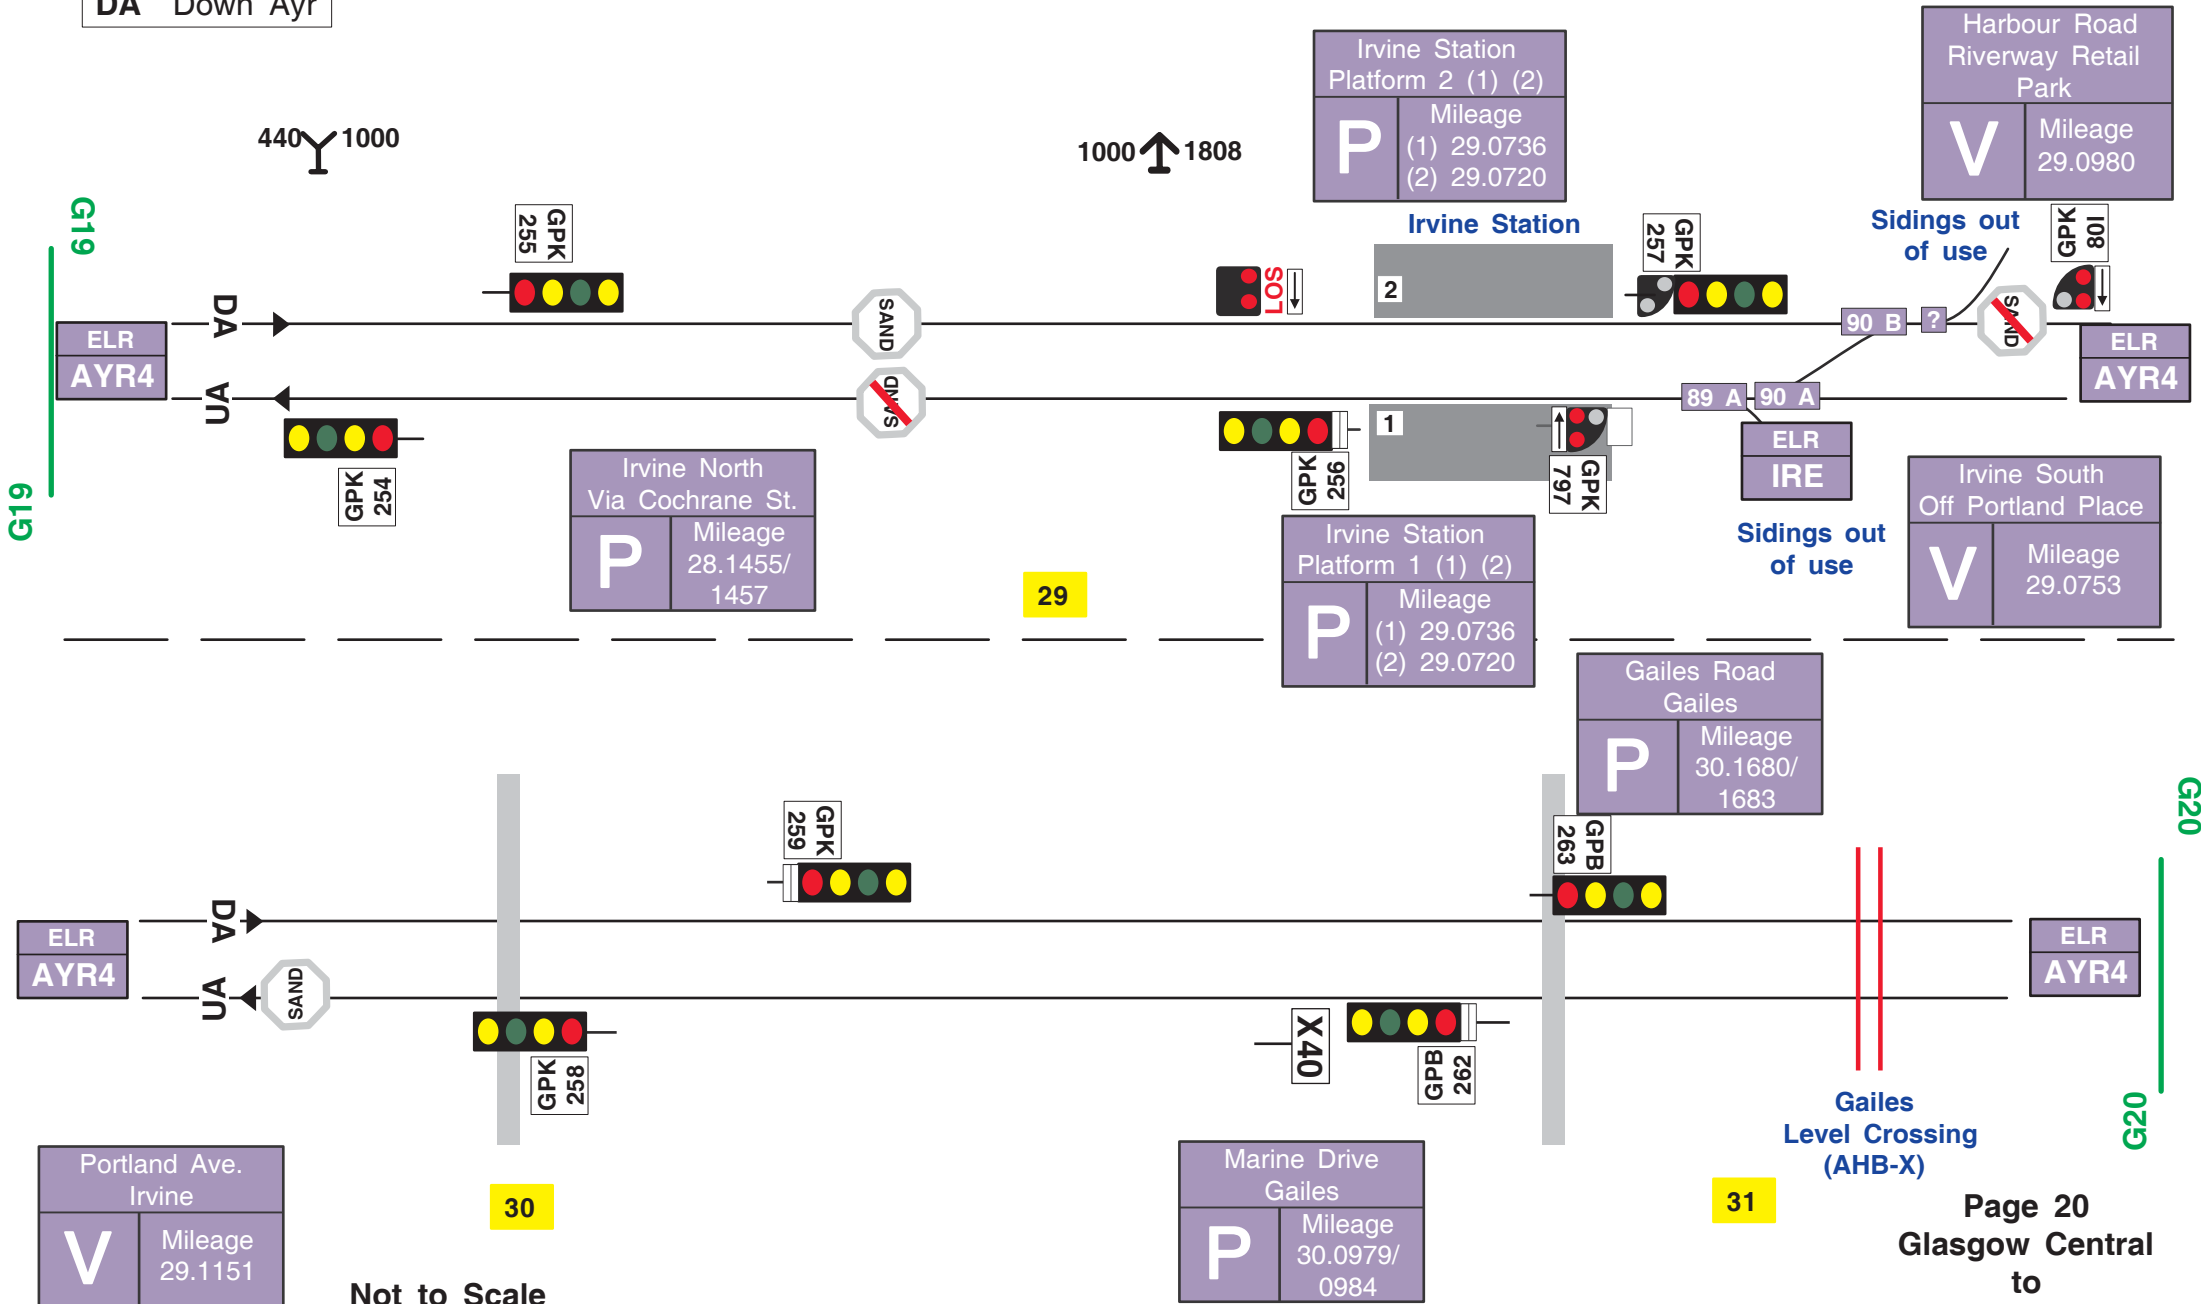 DA Down Ayr
Harbour Road
Riverway Retail
Park
V
Mileage
29.0980
Irvine Station
Platform 2 (1) (2)
P
Mileage
(1) 29.0736
(2) 29.0720
440 1000
1000 1808
G19
GPK
255
Irvine Station
GPK
257
Sidings out
of use
GPK
I08
LOS
2
SAND
SAND
DA
ELR
AYR4
90 B
?
ELR
AYR4
UA
SAND
89 A
90 A
1
GPK
254
GPK
256
GPK
797
ELR
IRE
G19
Irvine North
Via Cochrane St.
P
Mileage
28.1455/
1457
Irvine Station
Platform 1 (1) (2)
P
Mileage
(1) 29.0736
(2) 29.0720
Sidings out
of use
Irvine South
Off Portland Place
V
Mileage
29.0753
29
Gailes Road
Gailes
P
Mileage
30.1680/
1683
G20
GPK
259
GPB
263
DA
ELR
AYR4
ELR
AYR4
UA
SAND
GPK
258
X40
GPB
262
G20
Gailes
Level Crossing
(AHB-X)
Portland Ave.
Irvine
V
Mileage
29.1151
30
Marine Drive
Gailes
P
Mileage
30.0979/
0984
31
Page 20
Glasgow Central
to
Not to Scale